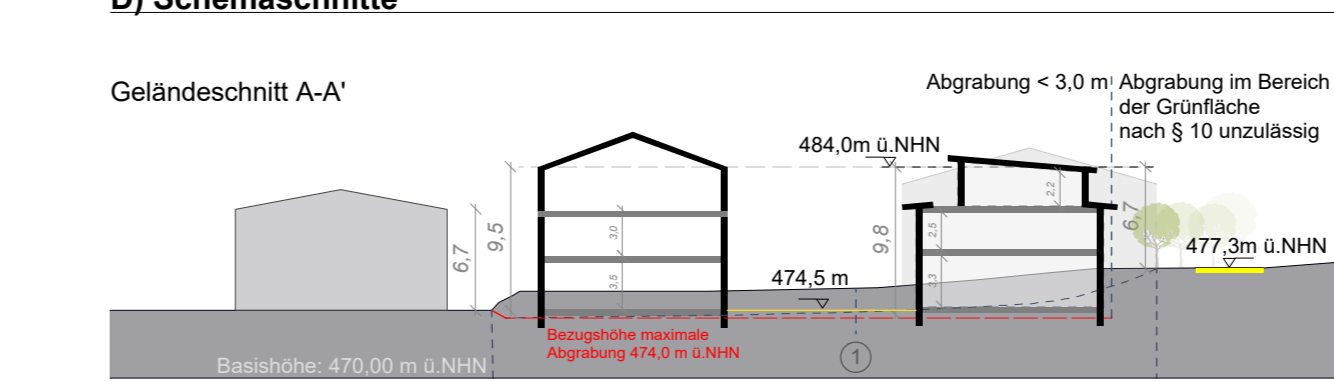 D) Schemaschnitte
Geländeschnitt A-A'
Abgrabung < 3,0 m
Abgrabung im Bereich
der Grünfläche
nach § 10 unzulässig
484,0m ü.NHN
6,7
9,5
3,0
3,5
9,8
2,2
2,5
3,3
6,7
477,3m ü.NHN
474,5 m
Bezugshöhe maximale
Abgrabung 474,0 m ü.NHN
Basishöhe: 470,00 m ü.NHN
1